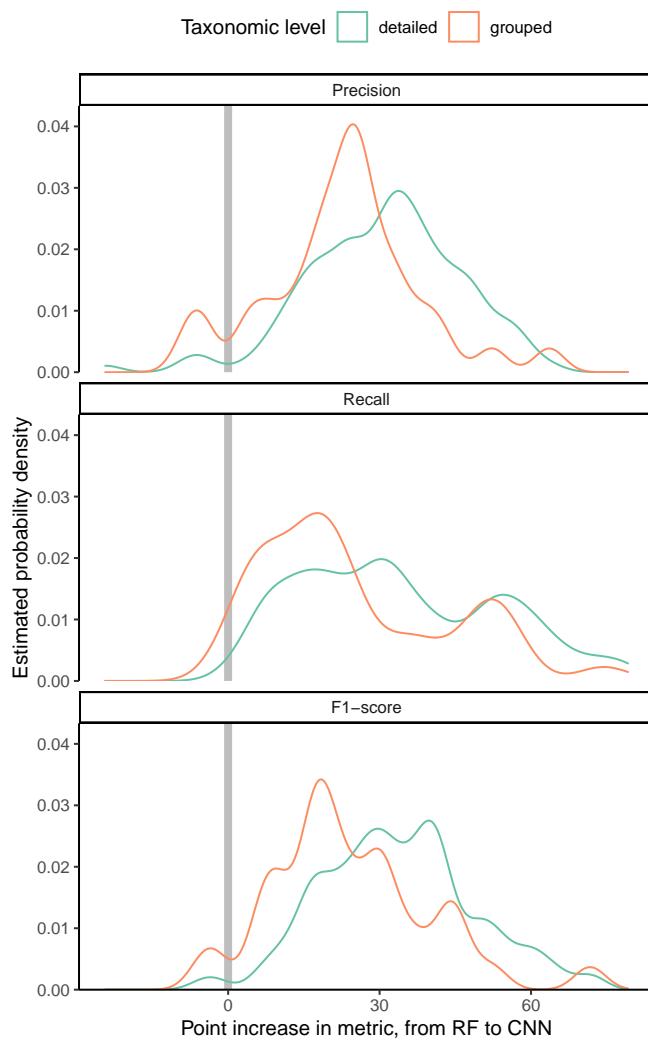 Taxonomic level detailed grouped
Precision
0.04
0.03
0.02
0.01
0.00
Recall
0.04
0.03
0.02
0.01
0.00
F1−score
0.04
0.03
0.02
0.01
0.00
Estimated probability density
0 30 60
Point increase in metric, from RF to CNN